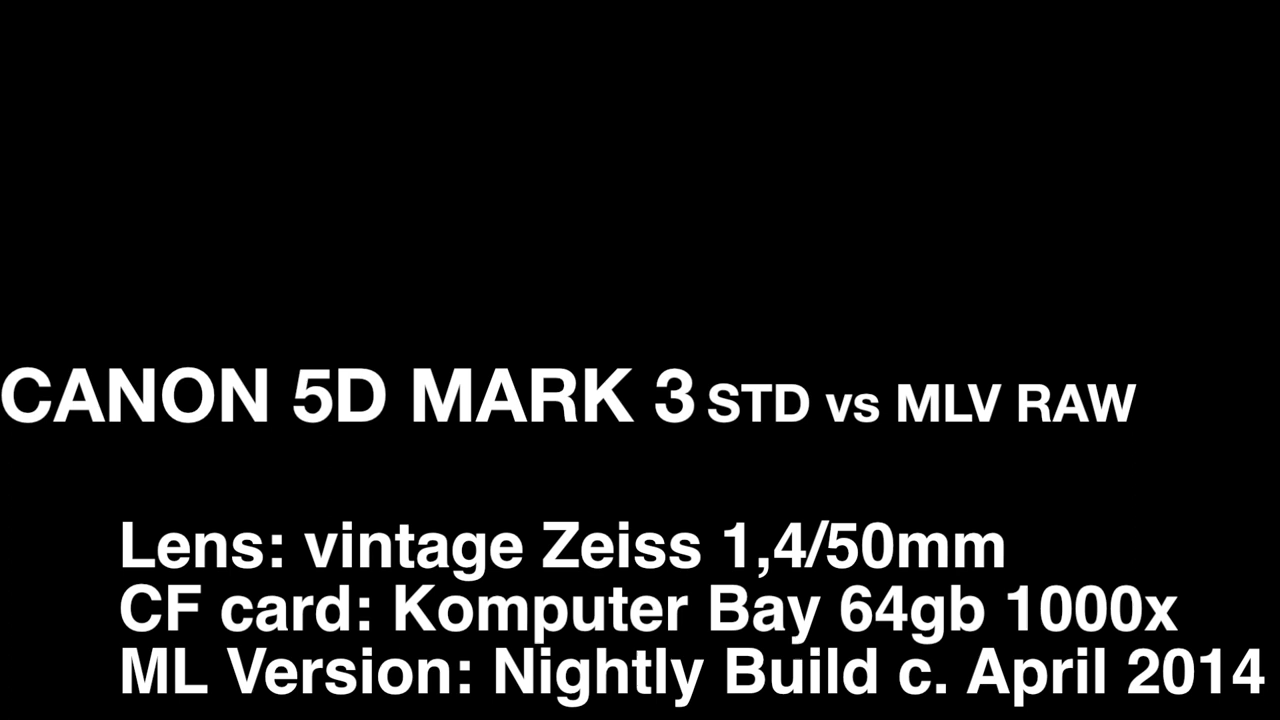 CANON 5D MARK 3 STD vs MLV RAW
Lens: vintage Zeiss 1,4/50mm
CF card: Komputer Bay 64gb 1000x
ML Version: Nightly Build c. April 2014